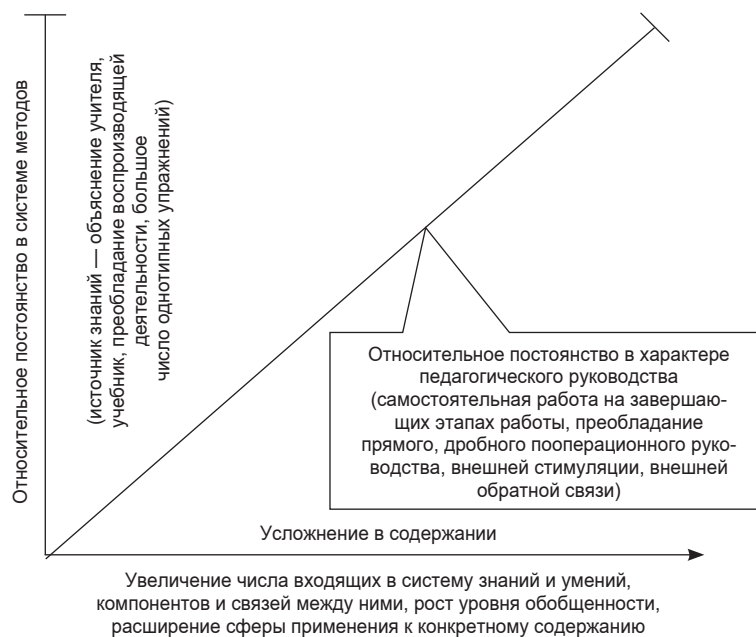 Относительное постоянство в системе методов
(источник знаний — объяснение учителя,
учебник, преобладание воспроизводящей
деятельности, большое
число однотипных упражнений)
Относительное постоянство в характере
педагогического руководства
(самостоятельная работа на завершаю-
щих этапах работы, преобладание
прямого, дробного пооперационного руко-
водства, внешней стимуляции, внешней
обратной связи)
Усложнение в содержании
Увеличение числа входящих в систему знаний и умений,
компонентов и связей между ними, рост уровня обобщенности,
расширение сферы применения к конкретному содержанию